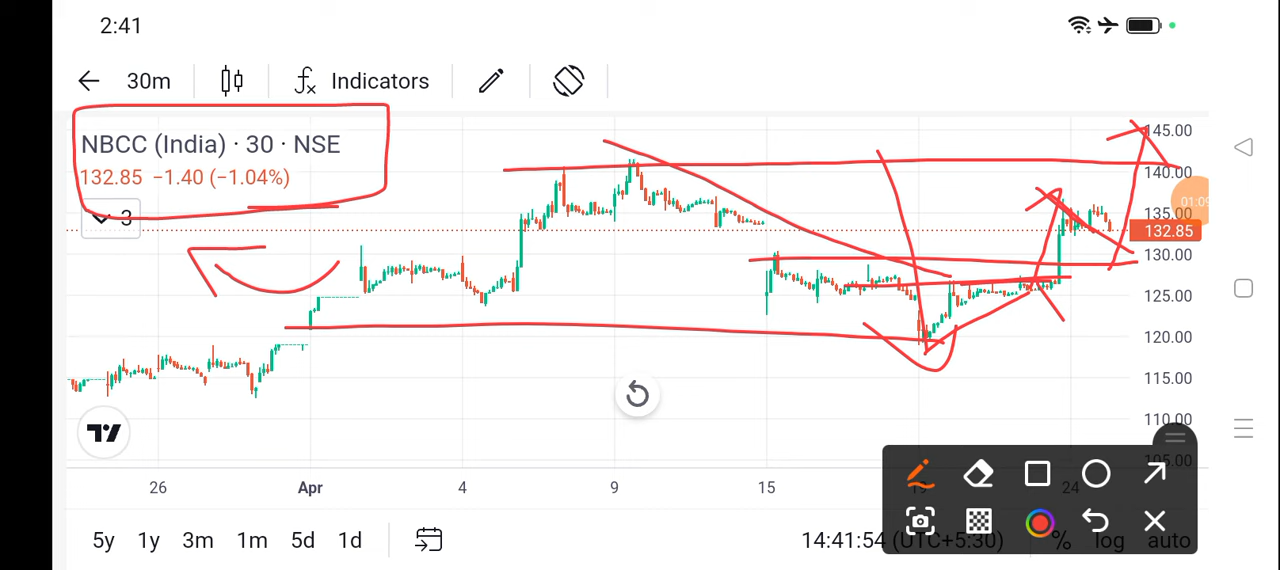 2:41
30m
Indicators
NBCC (India) · 30 · NSE
132.85 −1.40 (−1.04%)
3
145.00
140.00
135.00
132.85
130.00
125.00
120.00
115.00
110.00
105.00
26
Apr
4
9
15
19
24
5y
1y
3m
1m
5d
1d
14:41:54 (UTC+5:30)
%
log
auto